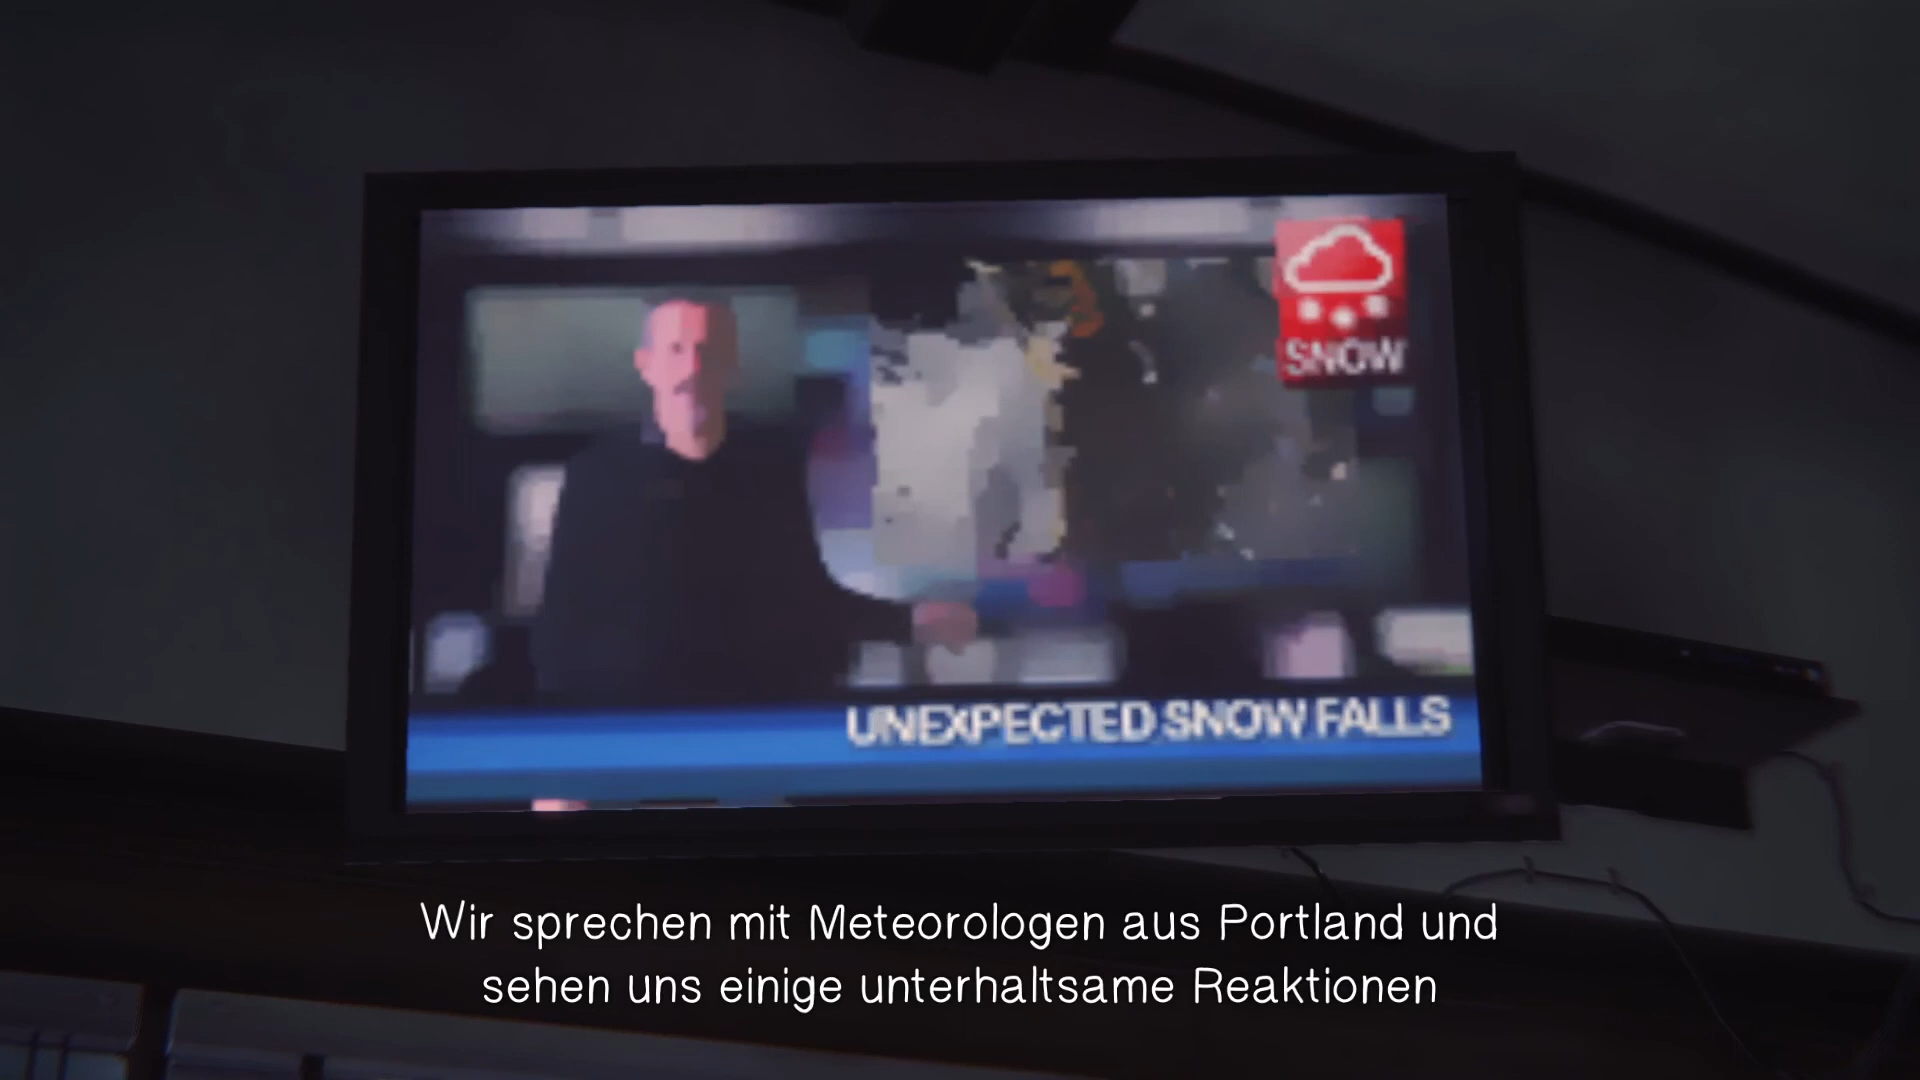 SNOW
UNEXPECTED SNOW FALLS
Wir sprechen mit Meteorologen aus Portland und
sehen uns einige unterhaltsame Reaktionen